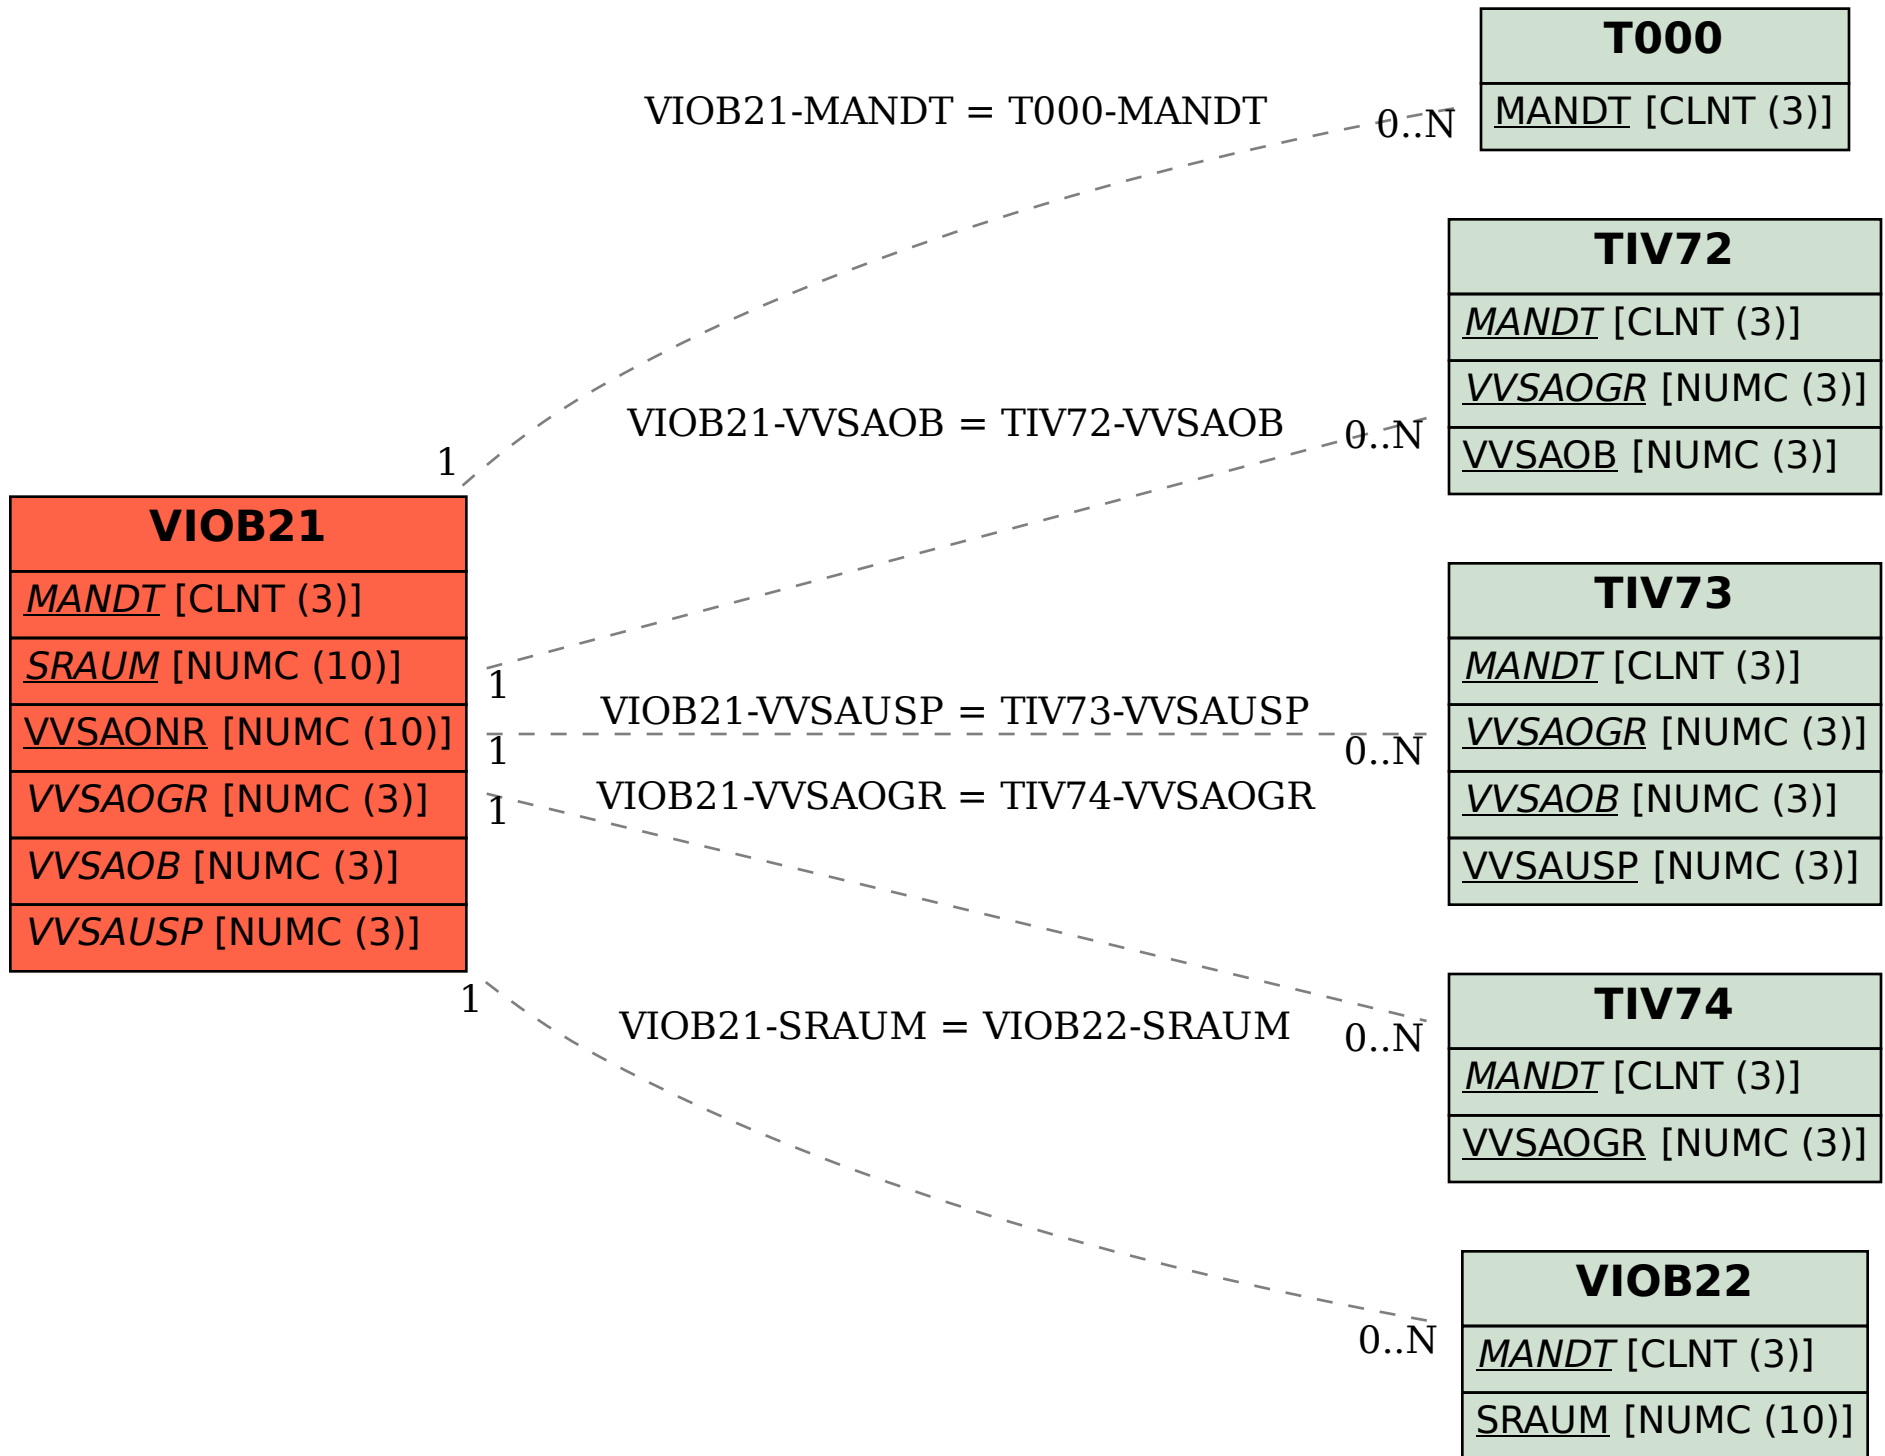 T000
MANDT [CLNT (3)]
VIOB21-MANDT = T000-MANDT
0..N
TIV72
MANDT [CLNT (3)]
VVSAOGR [NUMC (3)]
VVSAOB [NUMC (3)]
VIOB21-VVSAOB = TIV72-VVSAOB
0..N
1
VIOB21
MANDT [CLNT (3)]
SRAUM [NUMC (10)]
VVSAONR [NUMC (10)]
VVSAOGR [NUMC (3)]
VVSAOB [NUMC (3)]
VVSAUSP [NUMC (3)]
1
VIOB21-VVSAUSP = TIV73-VVSAUSP
1
0..N
VIOB21-VVSAOGR = TIV74-VVSAOGR
1
TIV73
MANDT [CLNT (3)]
VVSAOGR [NUMC (3)]
VVSAOB [NUMC (3)]
VVSAUSP [NUMC (3)]
1
VIOB21-SRAUM = VIOB22-SRAUM
0..N
TIV74
MANDT [CLNT (3)]
VVSAOGR [NUMC (3)]
0..N
VIOB22
MANDT [CLNT (3)]
SRAUM [NUMC (10)]